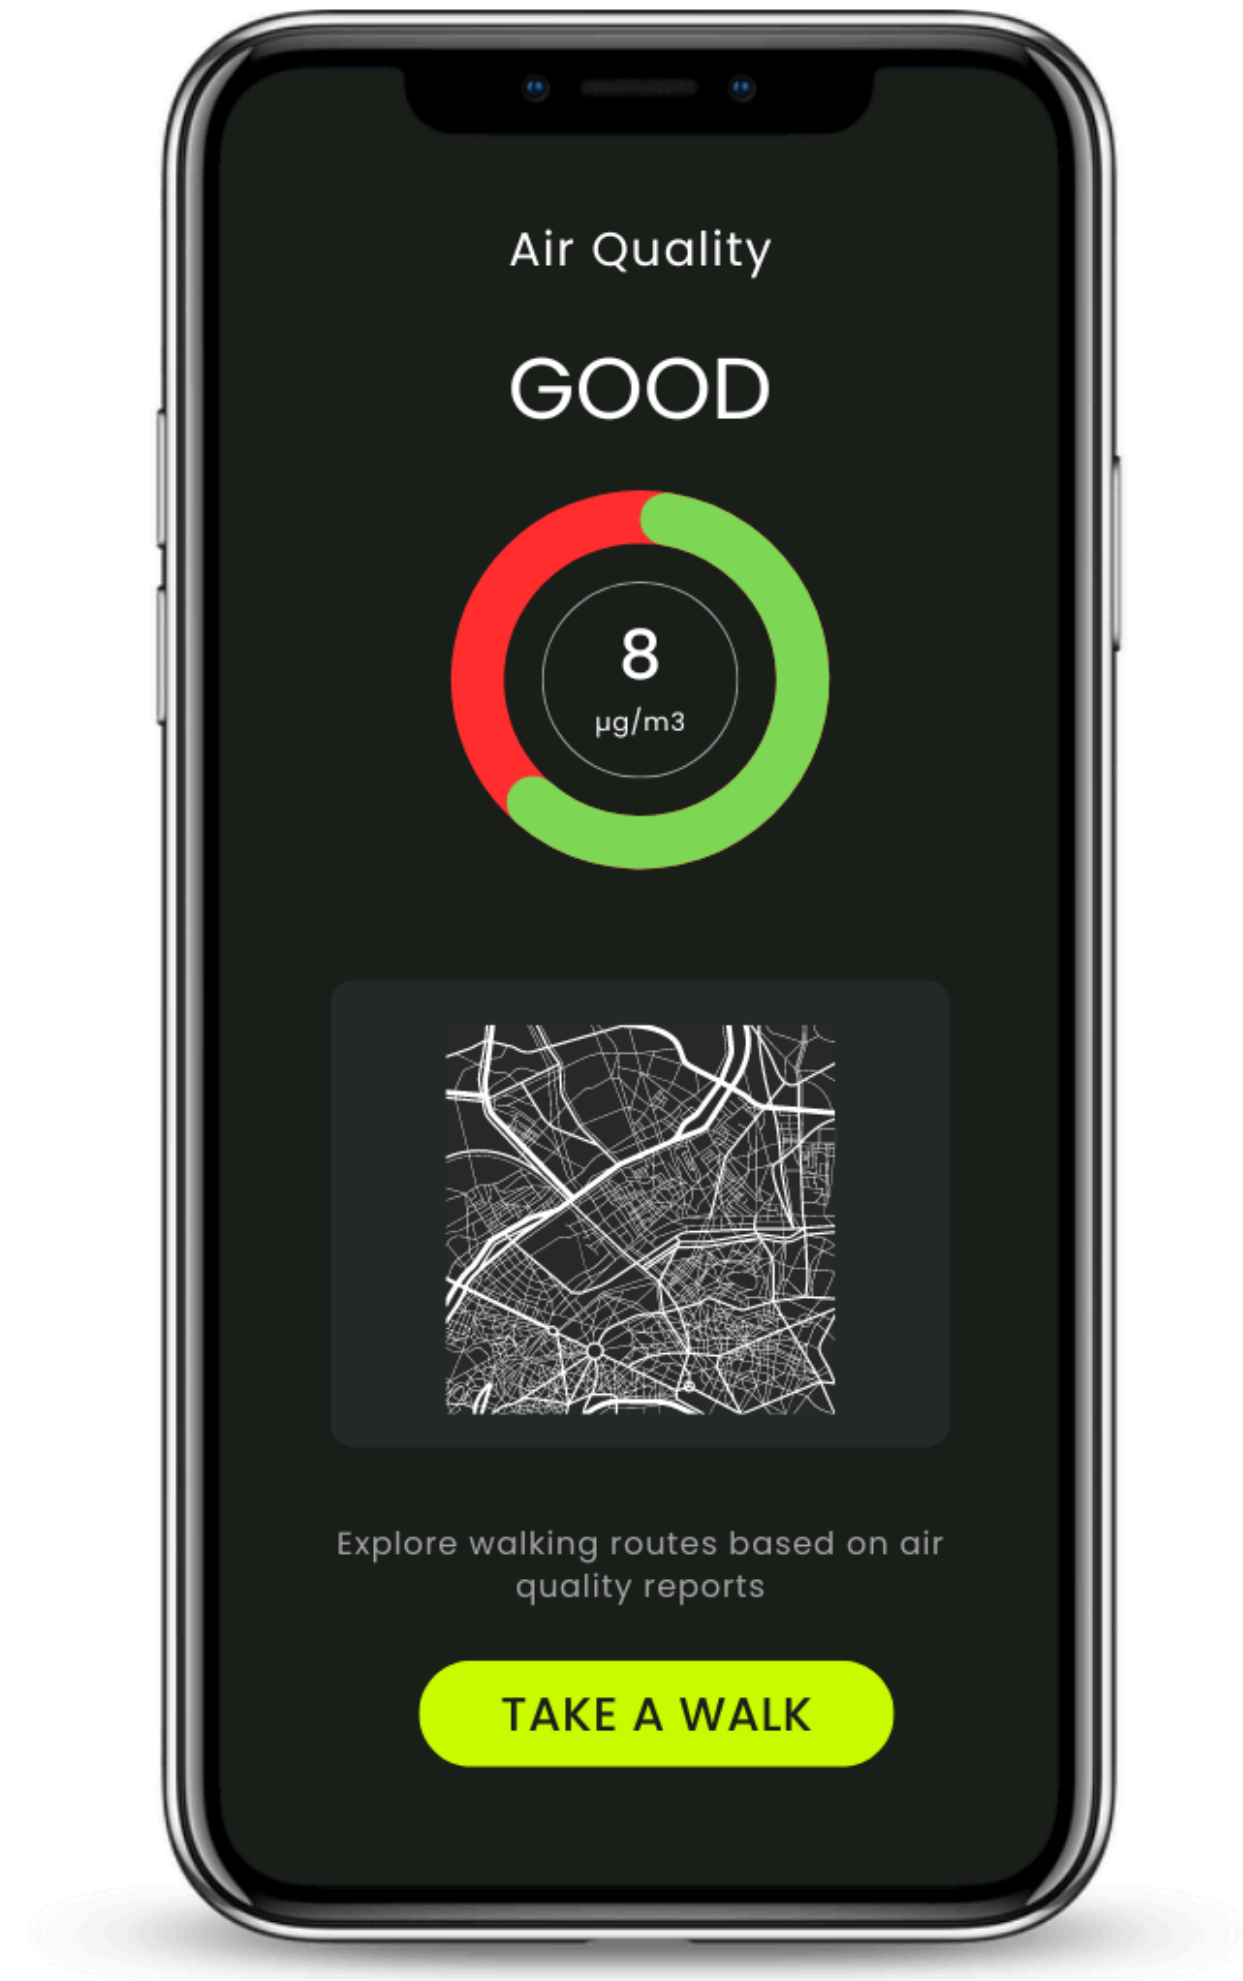 Air Quality
GOOD
8
µg/m3
Explore walking routes based on air
quality reports
TAKE A WALK